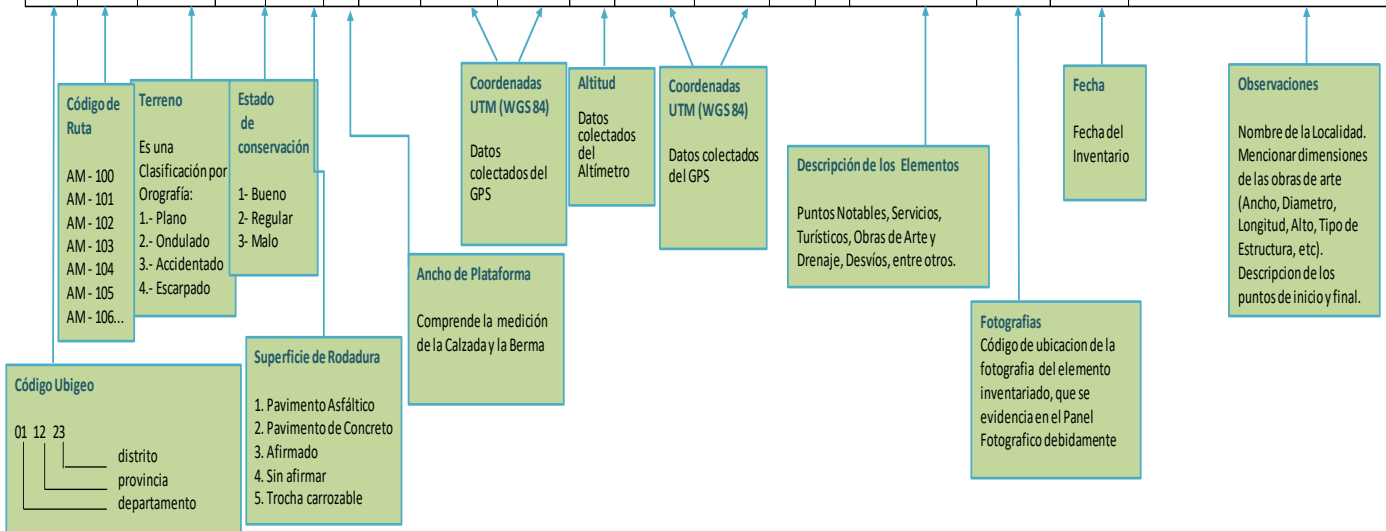 Código de
Ruta
AM - 100
AM - 101
AM - 102
AM - 103
AM - 104
AM - 105
AM - 106...
Terreno
Es una
Clasificación por
Orografía:
1.- Plano
2.- Ondulado
3.- Accidentado
4.- Escarpado
Estado
de
conservación
1- Bueno
2- Regular
3- Malo
Coordenadas
UTM (WGS 84)
Datos
colectados del
GPS
Altitud
Datos
colectados
del
Altímetro
Coordenadas
UTM (WGS 84)
Datos colectados
del GPS
Descripción de los Elementos
Puntos Notables, Servicios,
Turísticos, Obras de Arte y
Drenaje, Desvíos, entre otros.
Fecha
Fecha del
Inventario
Observaciones
Nombre de la Localidad.
Mencionar dimensiones
de las obras de arte
(Ancho, Diametro,
Longitud, Alto, Tipo de
Estructura, etc).
Descripcion de los
puntos de inicio y final.
Código Ubigeo
01 12 23
distrito
provincia
departamento
Superficie de Rodadura
1. Pavimento Asfáltico
2. Pavimento de Concreto
3. Afirmado
4. Sin afirmar
5. Trocha carrozable
Ancho de Plataforma
Comprende la medición
de la Calzada y la Berma
Fotografias
Código de ubicacion de la
fotografia del elemento
inventariado, que se
evidencia en el Panel
Fotografico debidamente